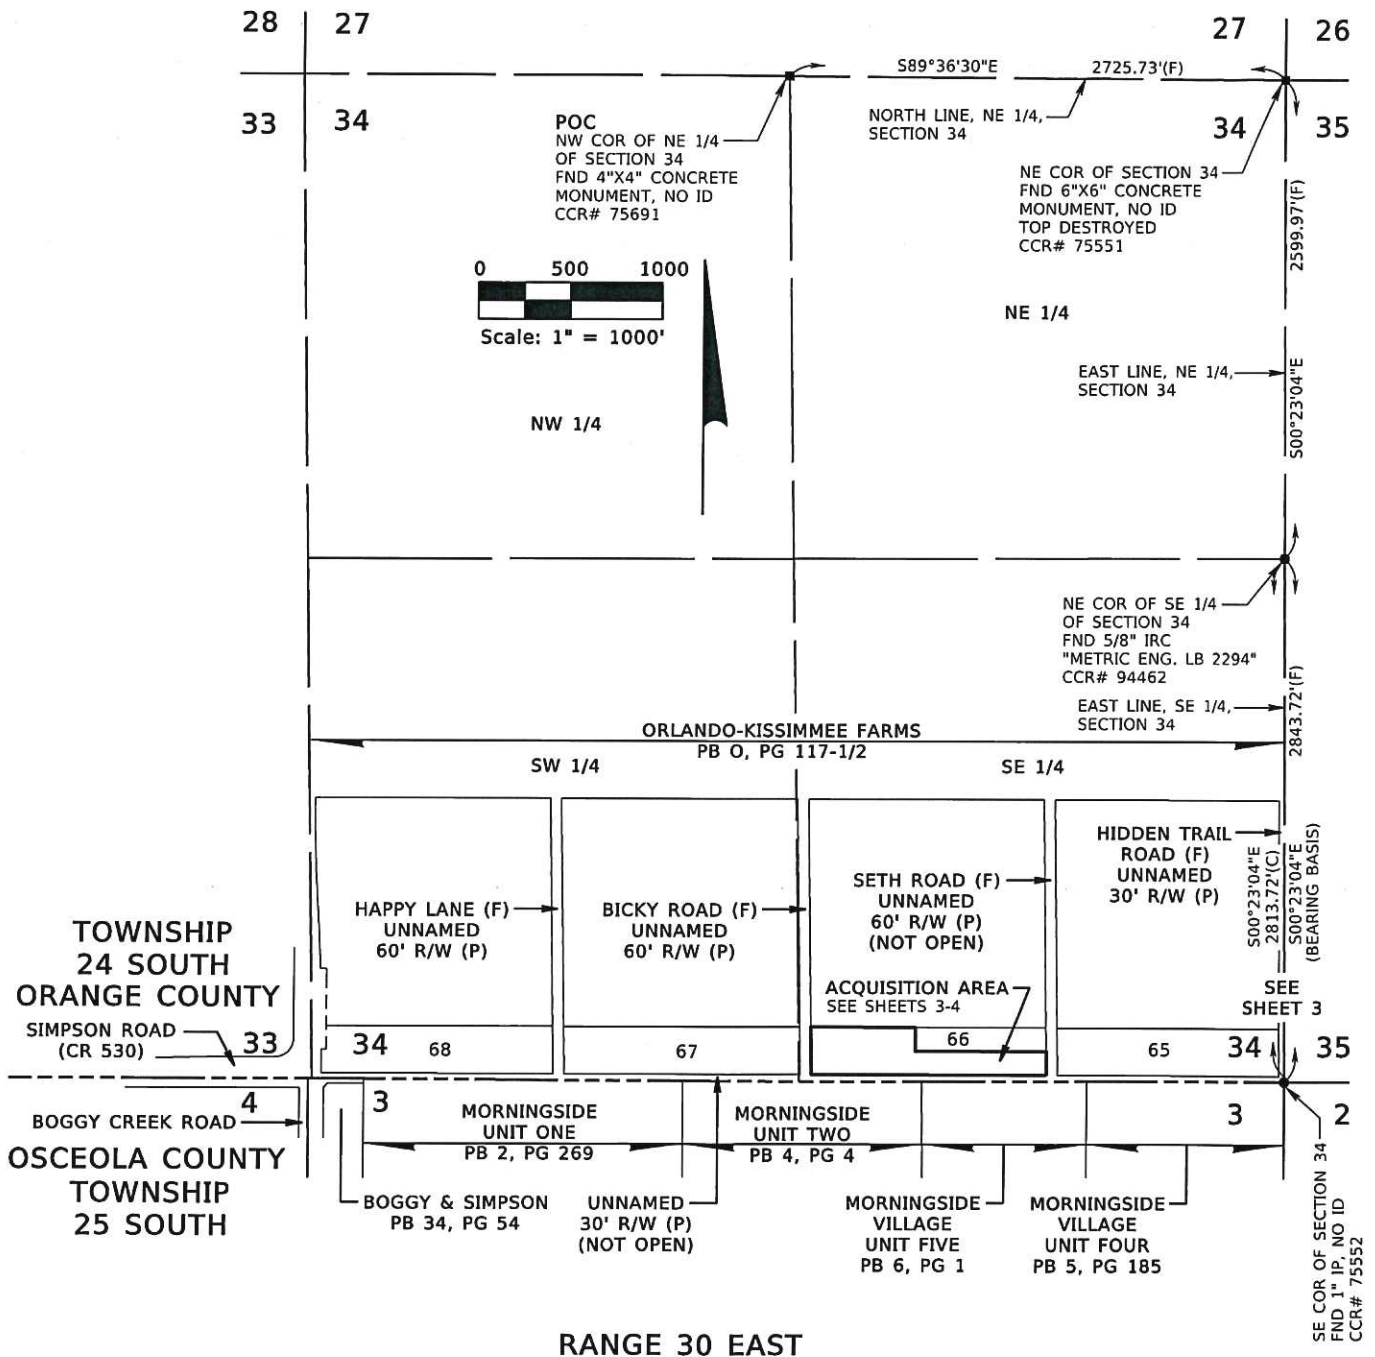 28
27
27
26
S89°36'30"E
2725.73'(F)
33
34
POC
NW COR OF NE 1/4
OF SECTION 34
FND 4"X4" CONCRETE
MONUMENT, NO ID
CCR# 75691
NORTH LINE, NE 1/4,
SECTION 34
34
35
NE COR OF SECTION 34
FND 6"X6" CONCRETE
MONUMENT, NO ID
TOP DESTROYED
CCR# 75551
2599.97'(F)
S00°23'04"E
0 500 1000
Scale: 1" = 1000'
NE 1/4
EAST LINE, NE 1/4,
SECTION 34
NW 1/4
NE COR OF SE 1/4
OF SECTION 34
FND 5/8" IRC
"METRIC ENG. LB 2294"
CCR# 94462
EAST LINE, SE 1/4,
SECTION 34
2843.72'(F)
S00°23'04"E
(BEARING BASIS)
ORLANDO-KISSIMMEE FARMS
PB O, PG 117-1/2
SW 1/4
SE 1/4
HAPPY LANE (F)
UNNAMED
60' R/W (P)
BICKY ROAD (F)
UNNAMED
60' R/W (P)
SETH ROAD (F)
UNNAMED
60' R/W (P)
(NOT OPEN)
HIDDEN TRAIL
ROAD (F)
UNNAMED
30' R/W (P)
S00°23'04"E
2813.72'(C)
ACQUISITION AREA
SEE SHEETS 3-4
SEE
SHEET 3
TOWNSHIP
24 SOUTH
ORANGE COUNTY
SIMPSON ROAD
(CR 530)
33
34
68
67
66
65
34
35
4
3
3
2
BOGGY CREEK ROAD
OSCEOLA COUNTY
TOWNSHIP
25 SOUTH
MORNINGSIDE
UNIT ONE
PB 2, PG 269
MORNINGSIDE
UNIT TWO
PB 4, PG 4
BOGGY & SIMPSON
PB 34, PG 54
UNNAMED
30' R/W (P)
(NOT OPEN)
MORNINGSIDE
VILLAGE
UNIT FIVE
PB 6, PG 1
MORNINGSIDE
VILLAGE
UNIT FOUR
PB 5, PG 185
SE COR OF SECTION 34
FND 1" IP, NO ID
CCR# 75552
RANGE 30 EAST